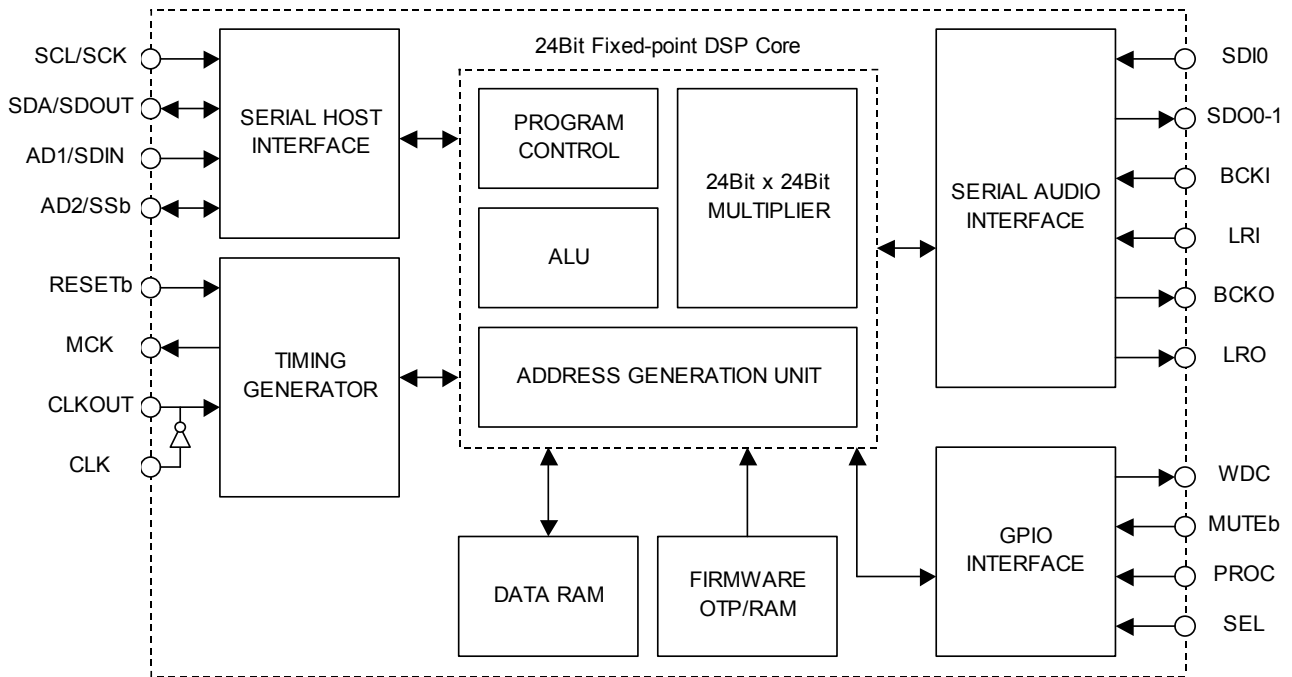 24Bit Fixed-point DSP Core
SCL/SCK
SDA/SDOUT
AD1/SDIN
AD2/SSb
SERIAL HOST
INTERFACE
RESETb
MCK
CLKOUT
CLK
TIMING
GENERATOR
PROGRAM
CONTROL
ALU
24Bit x 24Bit
MULTIPLIER
ADDRESS GENERATION UNIT
DATA RAM
FIRMWARE
OTP/RAM
SERIAL AUDIO
INTERFACE
SDI0
SDO0-1
BCKI
LRI
BCKO
LRO
GPIO
INTERFACE
WDC
MUTEb
PROC
SEL